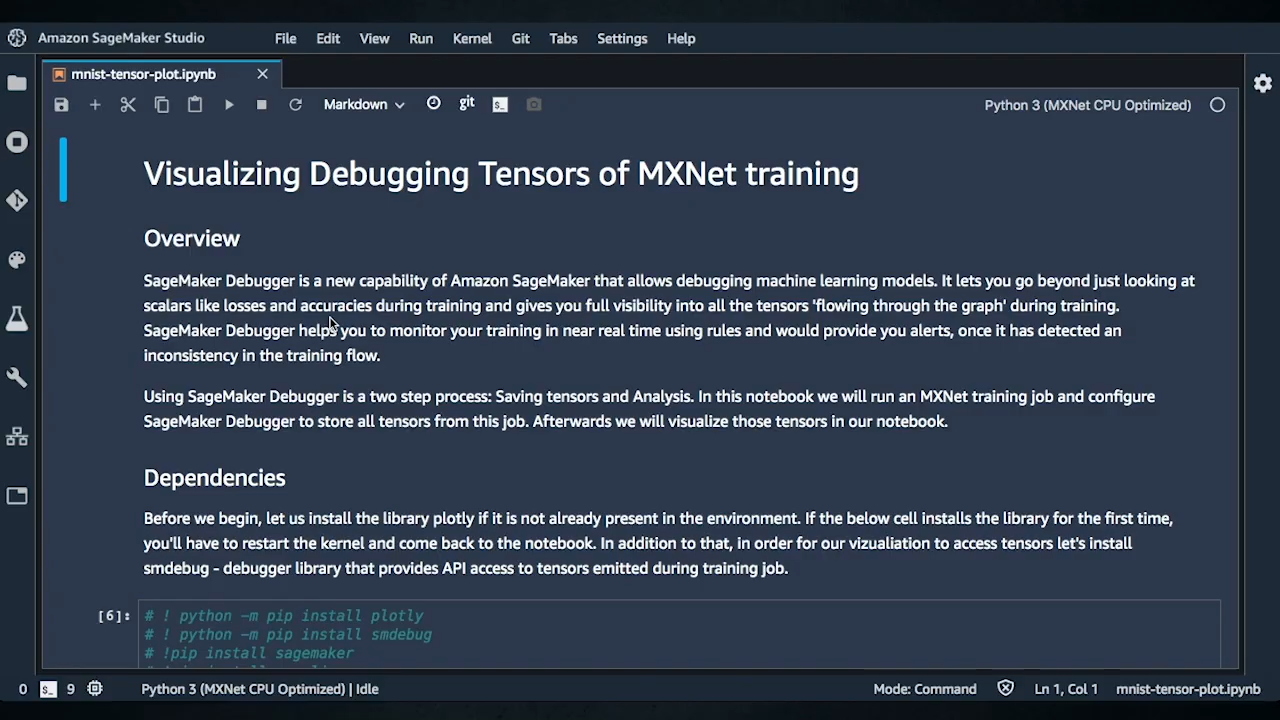 Amazon SageMaker Studio File Edit View Run Kernel Git Tabs Settings Help
mnist-tensor-plot.ipynb
Markdown git Python 3 (MXNet CPU Optimized)
Visualizing Debugging Tensors of MXNet training
Overview
SageMaker Debugger is a new capability of Amazon SageMaker that allows debugging machine learning models. It lets you go beyond just looking at
scalars like losses and accuracies during training and gives you full visibility into all the tensors 'flowing through the graph' during training.
SageMaker Debugger helps you to monitor your training in near real time using rules and would provide you alerts, once it has detected an
inconsistency in the training flow.
Using SageMaker Debugger is a two step process: Saving tensors and Analysis. In this notebook we will run an MXNet training job and configure
SageMaker Debugger to store all tensors from this job. Afterwards we will visualize those tensors in our notebook.
Dependencies
Before we begin, let us install the library plotly if it is not already present in the environment. If the below cell installs the library for the first time,
you'll have to restart the kernel and come back to the notebook. In addition to that, in order for our vizualiation to access tensors let's install
smdebug - debugger library that provides API access to tensors emitted during training job.
[6]: # ! python -m pip install plotly
# ! python -m pip install smdebug
# !pip install sagemaker
0 9 Python 3 (MXNet CPU Optimized) | Idle Mode: Command Ln 1, Col 1 mnist-tensor-plot.ipynb